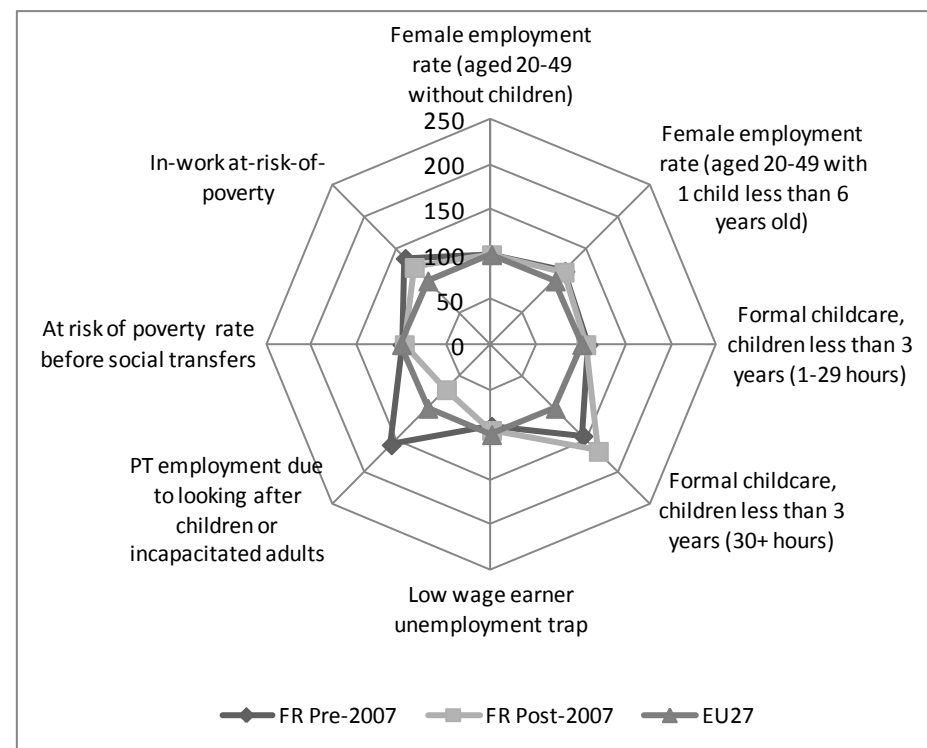 Female employment
rate (aged 20-49
without children)
250
200
150
100
50
0
Female employment
rate (aged 20-49 with
1 child less than 6
years old)
Formal childcare,
children less than 3
years (1-29 hours)
Formal childcare,
children less than 3
years (30+ hours)
Low wage earner
unemployment trap
PT employment due
to looking after
children or
incapacitated adults
At risk of poverty rate
before social transfers
In-work at-risk-of-
poverty
FR Pre-2007 FR Post-2007 EU27